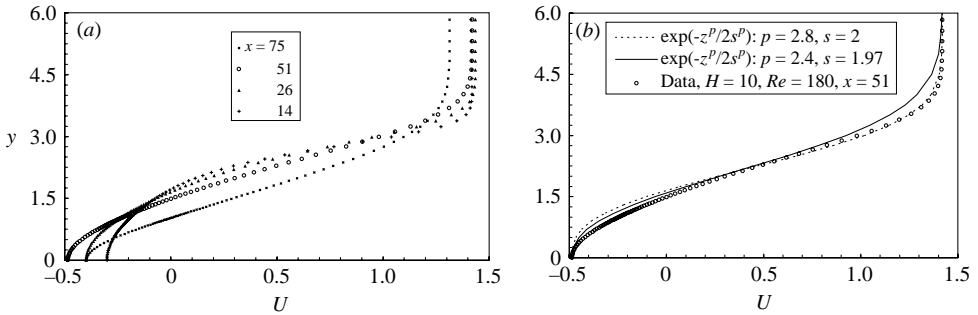 6.0
(a)
x = 75
51
26
14
4.5
y
3.0
1.5
0
–0.5
0
0.5
1.0
1.5
U
6.0
(b)
exp(-z^p/2s^p): p = 2.8, s = 2
exp(-z^p/2s^p): p = 2.4, s = 1.97
Data, H = 10, Re = 180, x = 51
4.5
3.0
1.5
0
–0.5
0
0.5
1.0
1.5
U